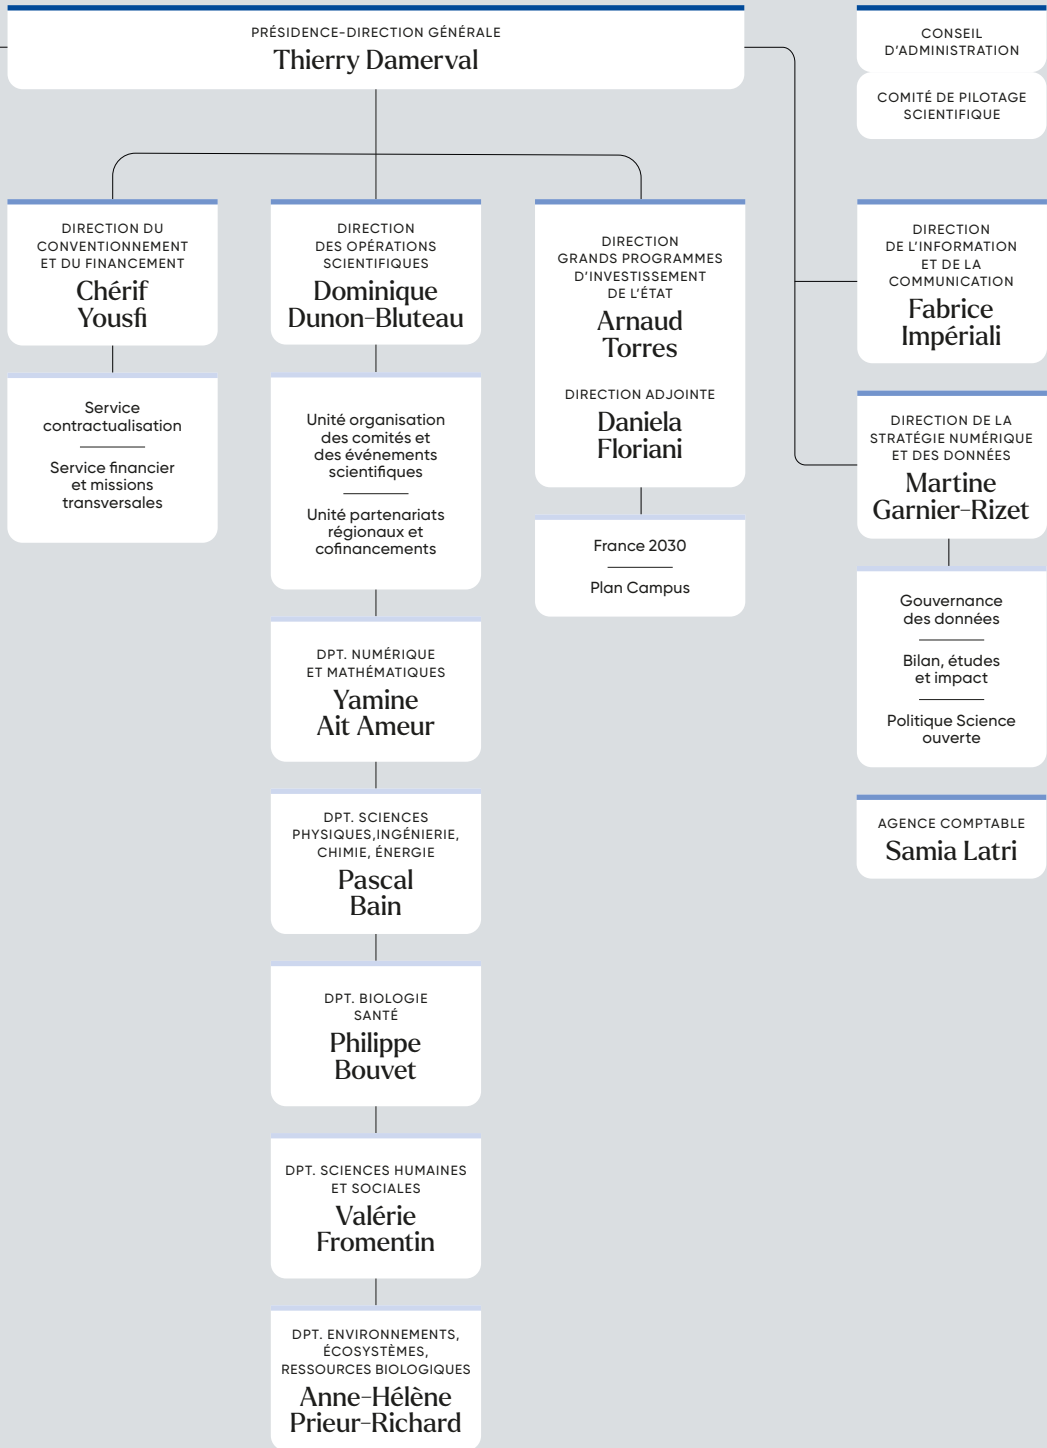 PRÉSIDENCE-DIRECTION GÉNÉRALE
Thierry Damerval
CONSEIL
D'ADMINISTRATION
COMITÉ DE PILOTAGE
SCIENTIFIQUE
DIRECTION DU
CONVENTIONNEMENT
ET DU FINANCEMENT
Chérif
Yousfi
Service
contractualisation
Service financier
et missions
transversales
DIRECTION
DES OPÉRATIONS
SCIENTIFIQUES
Dominique
Dunon-Bluteau
Unité organisation
des comités et
des événements
scientifiques
Unité partenariats
régionaux et
cofinancements
DPT. NUMÉRIQUE
ET MATHÉMATIQUES
Yamine
Ait Ameur
DPT. SCIENCES
PHYSIQUES,INGÉNIERIE,
CHIMIE, ÉNERGIE
Pascal
Bain
DPT. BIOLOGIE
SANTÉ
Philippe
Bouvet
DPT. SCIENCES HUMAINES
ET SOCIALES
Valérie
Fromentin
DPT. ENVIRONNEMENTS,
ÉCOSYSTÈMES,
RESSOURCES BIOLOGIQUES
Anne-Hélène
Prieur-Richard
DIRECTION
GRANDS PROGRAMMES
D'INVESTISSEMENT
DE L'ÉTAT
Arnaud
Torres
DIRECTION ADJOINTE
Daniela
Floriani
France 2030
Plan Campus
DIRECTION
DE L'INFORMATION
ET DE LA
COMMUNICATION
Fabrice
Impériali
DIRECTION DE LA
STRATÉGIE NUMÉRIQUE
ET DES DONNÉES
Martine
Garnier-Rizet
Gouvernance
des données
Bilan, études
et impact
Politique Science
ouverte
AGENCE COMPTABLE
Samia Latri